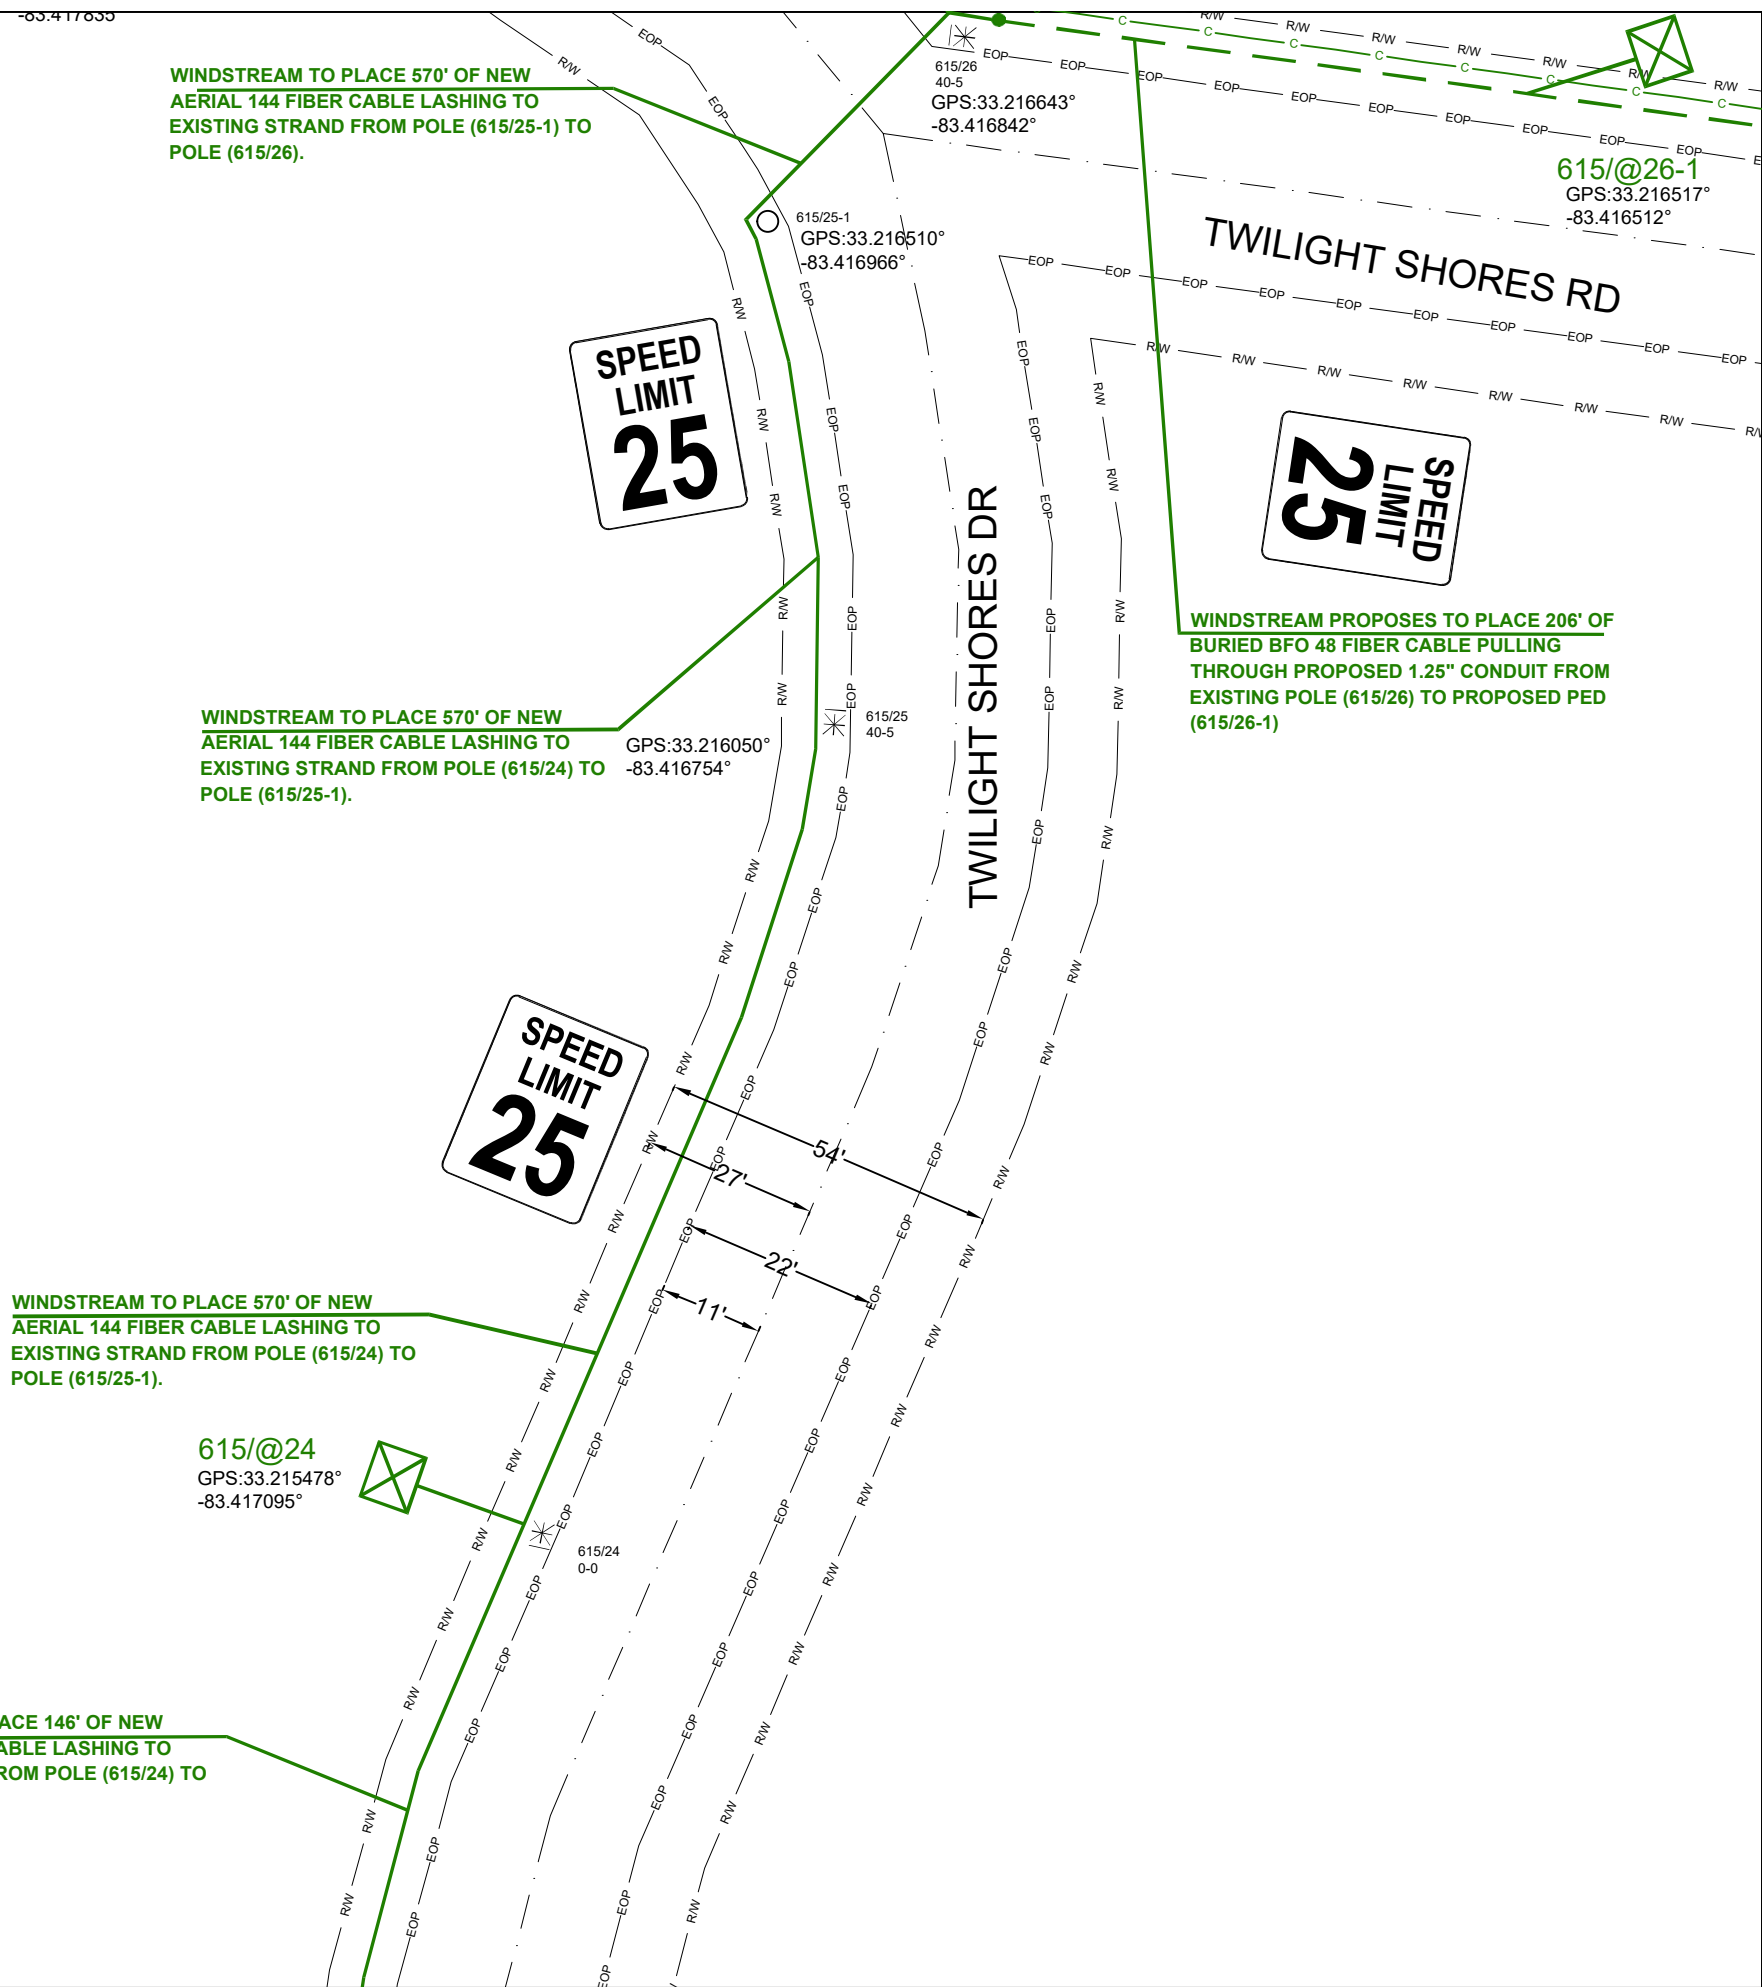 -83.417835
WINDSTREAM TO PLACE 570' OF NEW
AERIAL 144 FIBER CABLE LASHING TO
EXISTING STRAND FROM POLE (615/25-1) TO
POLE (615/26).
615/26
40-5
GPS:33.216643°
-83.416842°
615/@26-1
GPS:33.216517°
-83.416512°
615/25-1
GPS:33.216510°
-83.416966°
TWILIGHT SHORES RD
SPEED
LIMIT
25
SPEED
LIMIT
25
TWILIGHT SHORES DR
WINDSTREAM PROPOSES TO PLACE 206' OF
BURIED BFO 48 FIBER CABLE PULLING
THROUGH PROPOSED 1.25" CONDUIT FROM
EXISTING POLE (615/26) TO PROPOSED PED
(615/26-1)
WINDSTREAM TO PLACE 570' OF NEW
AERIAL 144 FIBER CABLE LASHING TO
EXISTING STRAND FROM POLE (615/24) TO
POLE (615/25-1).
GPS:33.216050°
-83.416754°
615/25
40-5
SPEED
LIMIT
25
54'
27'
22'
11'
WINDSTREAM TO PLACE 570' OF NEW
AERIAL 144 FIBER CABLE LASHING TO
EXISTING STRAND FROM POLE (615/24) TO
POLE (615/25-1).
615/@24
GPS:33.215478°
-83.417095°
615/24
0-0
ACE 146' OF NEW
ABLE LASHING TO
ROM POLE (615/24) TO
R/W
EOP
C